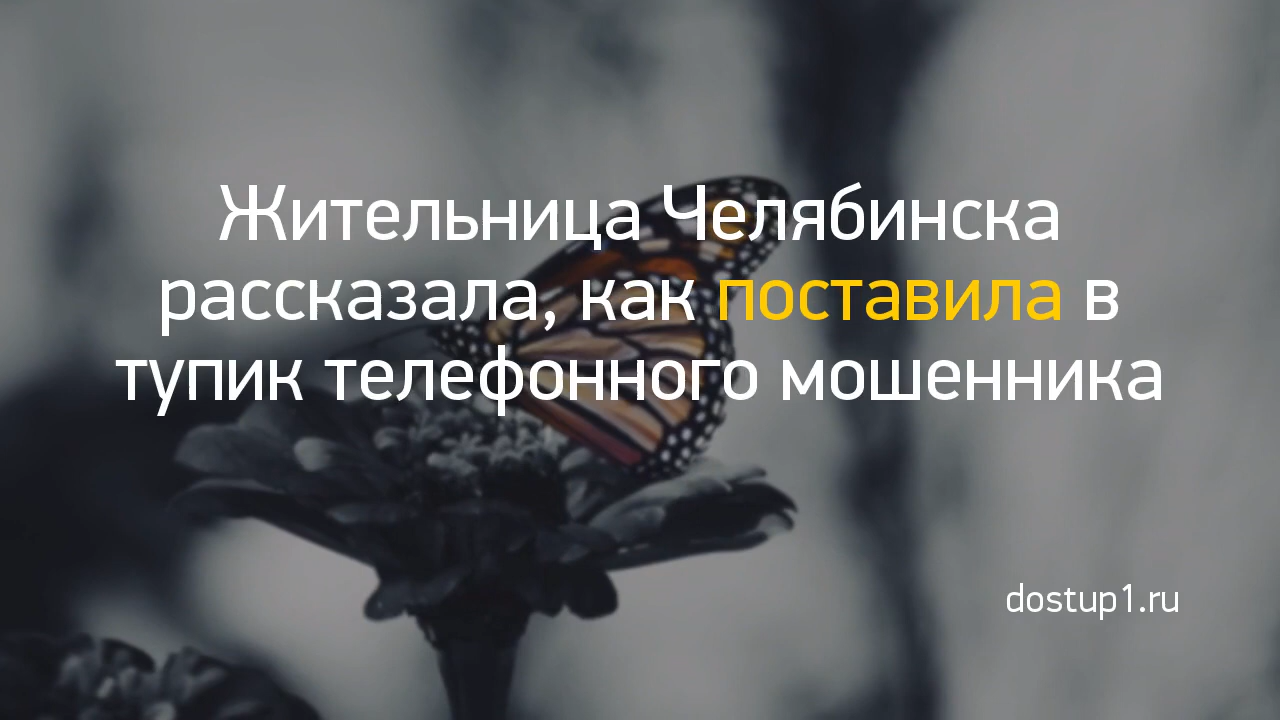 Жительница Челябинска
рассказала, как поставила в
тупик телефонного мошенника
dostup1.ru